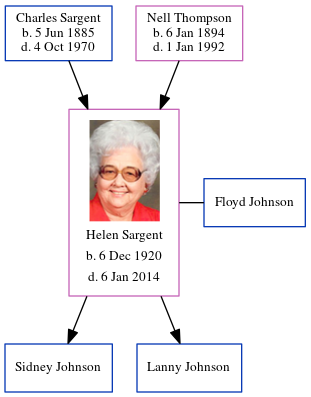 Charles Sargent
b. 5 Jun 1885
d. 4 Oct 1970
Nell Thompson
b. 6 Jan 1894
d. 1 Jan 1992
Helen Sargent
b. 6 Dec 1920
d. 6 Jan 2014
Floyd Johnson
Sidney Johnson
Lanny Johnson